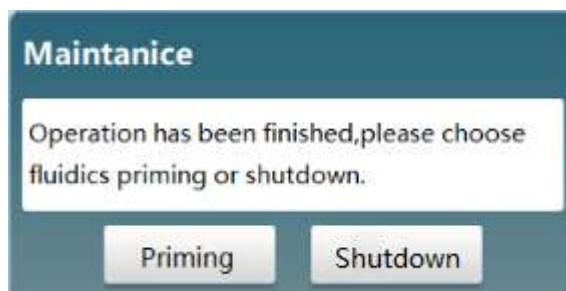 Maintanice
Operation has been finished,please choose
fluidics priming or shutdown.
Priming Shutdown